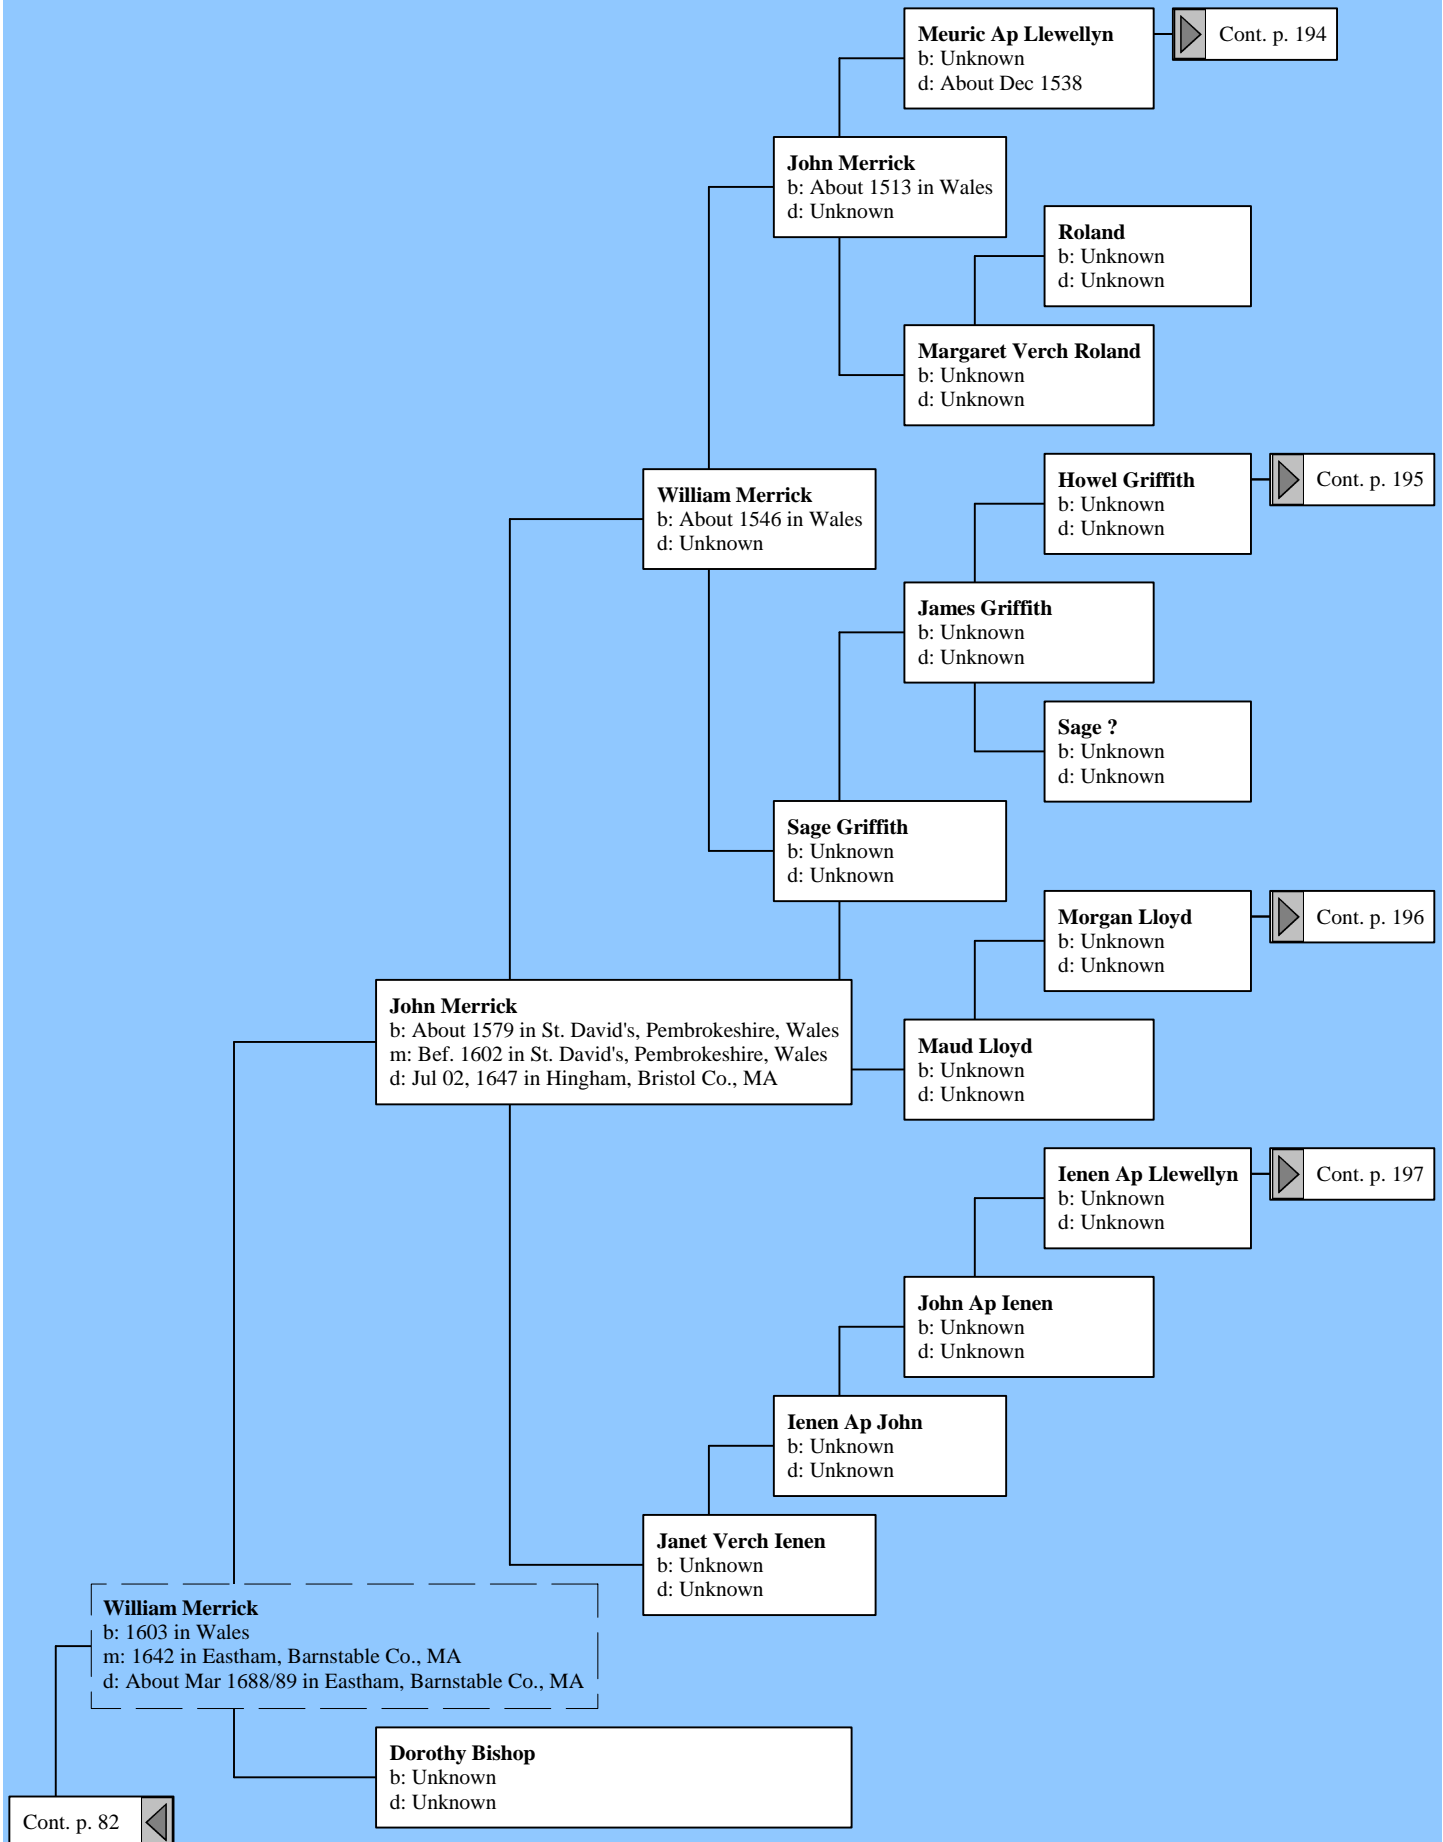 Meuric Ap Llewellyn
b: Unknown
d: About Dec 1538
Cont. p. 194
John Merrick
b: About 1513 in Wales
d: Unknown
Roland
b: Unknown
d: Unknown
Margaret Verch Roland
b: Unknown
d: Unknown
Howel Griffith
b: Unknown
d: Unknown
Cont. p. 195
William Merrick
b: About 1546 in Wales
d: Unknown
James Griffith
b: Unknown
d: Unknown
Sage ?
b: Unknown
d: Unknown
Sage Griffith
b: Unknown
d: Unknown
Morgan Lloyd
b: Unknown
d: Unknown
Cont. p. 196
John Merrick
b: About 1579 in St. David's, Pembrokeshire, Wales
m: Bef. 1602 in St. David's, Pembrokeshire, Wales
d: Jul 02, 1647 in Hingham, Bristol Co., MA
Maud Lloyd
b: Unknown
d: Unknown
Ienen Ap Llewellyn
b: Unknown
d: Unknown
Cont. p. 197
John Ap Ienen
b: Unknown
d: Unknown
Ienen Ap John
b: Unknown
d: Unknown
Janet Verch Ienen
b: Unknown
d: Unknown
William Merrick
b: 1603 in Wales
m: 1642 in Eastham, Barnstable Co., MA
d: About Mar 1688/89 in Eastham, Barnstable Co., MA
Dorothy Bishop
b: Unknown
d: Unknown
Cont. p. 82